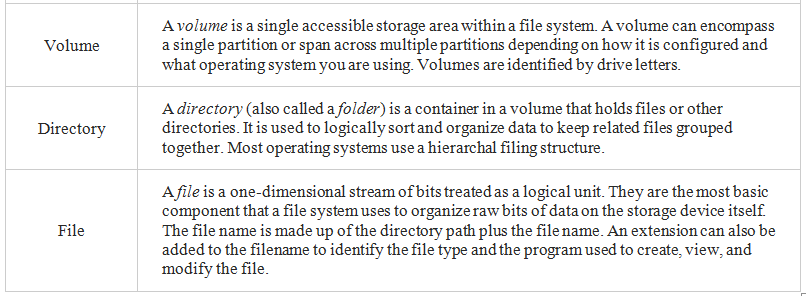 Volume
A volume is a single accessible storage area within a file system. A volume can encompass
a single partition or span across multiple partitions depending on how it is configured and
what operating system you are using. Volumes are identified by drive letters.
Directory
A directory (also called a folder) is a container in a volume that holds files or other
directories. It is used to logically sort and organize data to keep related files grouped
together. Most operating systems use a hierarchal filing structure.
File
A file is a one-dimensional stream of bits treated as a logical unit. They are the most basic
component that a file system uses to organize raw bits of data on the storage device itself.
The file name is made up of the directory path plus the file name. An extension can also be
added to the filename to identify the file type and the program used to create, view, and
modify the file.